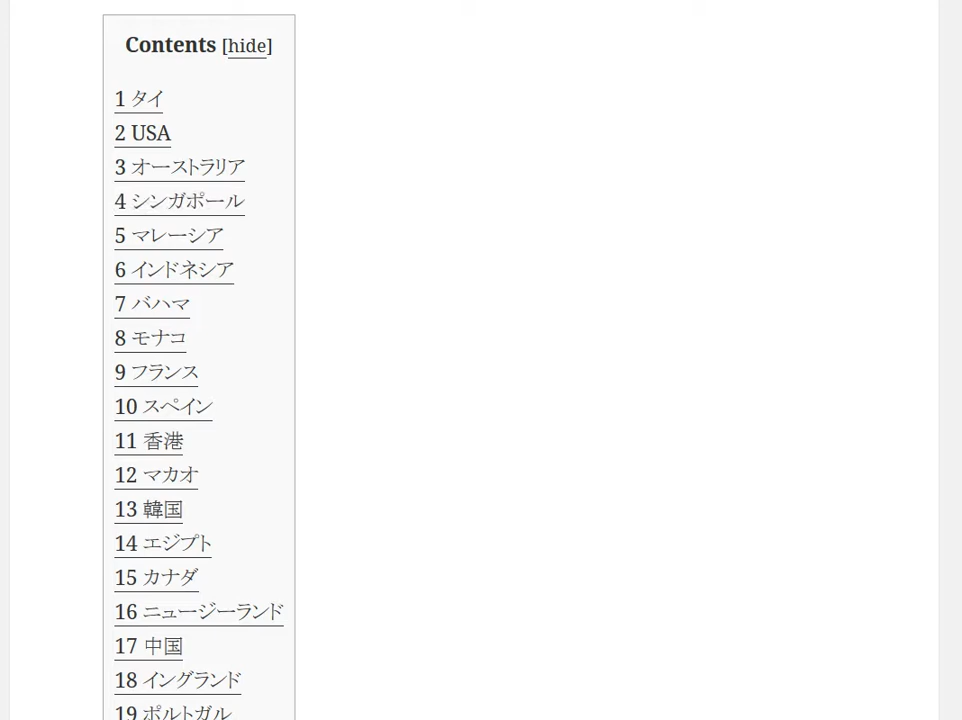 Contents [hide]
1 タイ
2 USA
3 オーストラリア
4 シンガポール
5 マレーシア
6 インドネシア
7 バハマ
8 モナコ
9 フランス
10 スペイン
11 香港
12 マカオ
13 韓国
14 エジプト
15 カナダ
16 ニュージーランド
17 中国
18 イングランド
19 ポルトガル